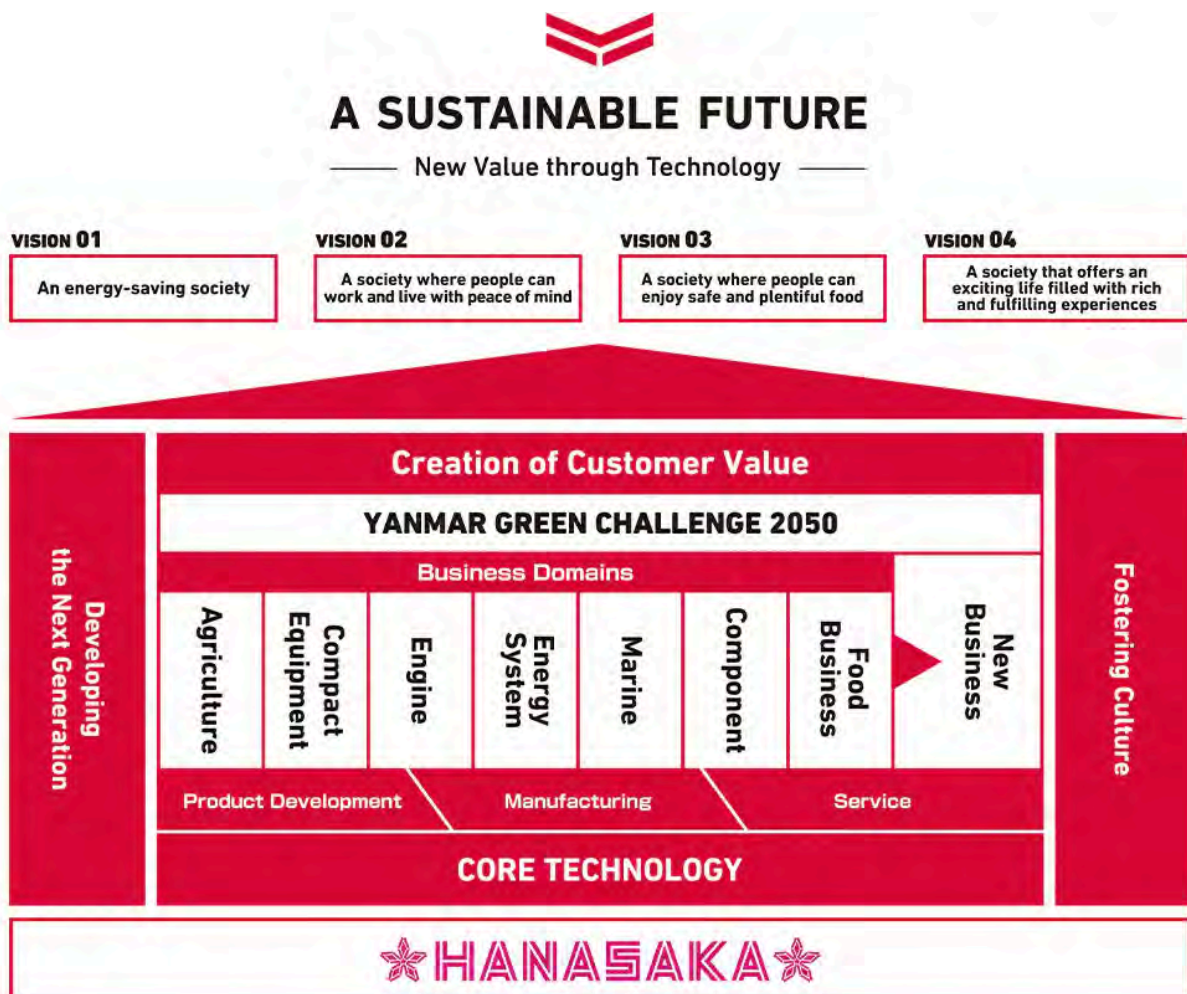 A SUSTAINABLE FUTURE
New Value through Technology
VISION 01
An energy-saving society
VISION 02
A society where people can
work and live with peace of mind
VISION 03
A society where people can
enjoy safe and plentiful food
VISION 04
A society that offers an
exciting life filled with rich
and fulfilling experiences
Developing
the Next Generation
Creation of Customer Value
YANMAR GREEN CHALLENGE 2050
Business Domains
Agriculture
Compact
Equipment
Engine
Energy
System
Marine
Component
Food
Business
New
Business
Product Development
Manufacturing
Service
CORE TECHNOLOGY
Fostering Culture
HANASAKA